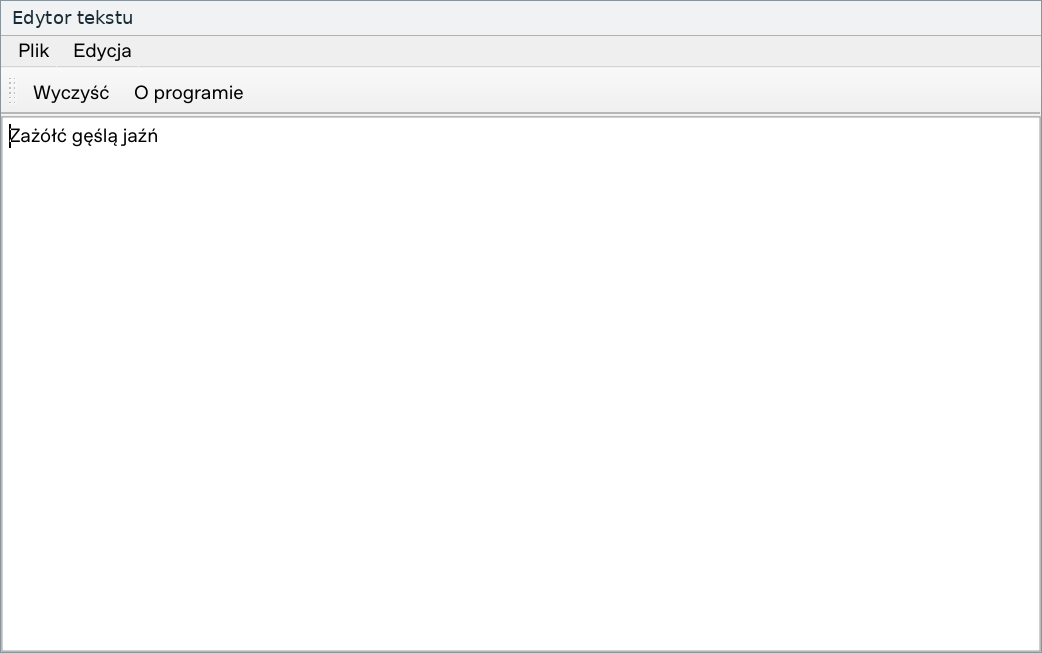 Edytor tekstu
Plik Edycja
Wyczyść O programie
Zażółć gęślą jaźń